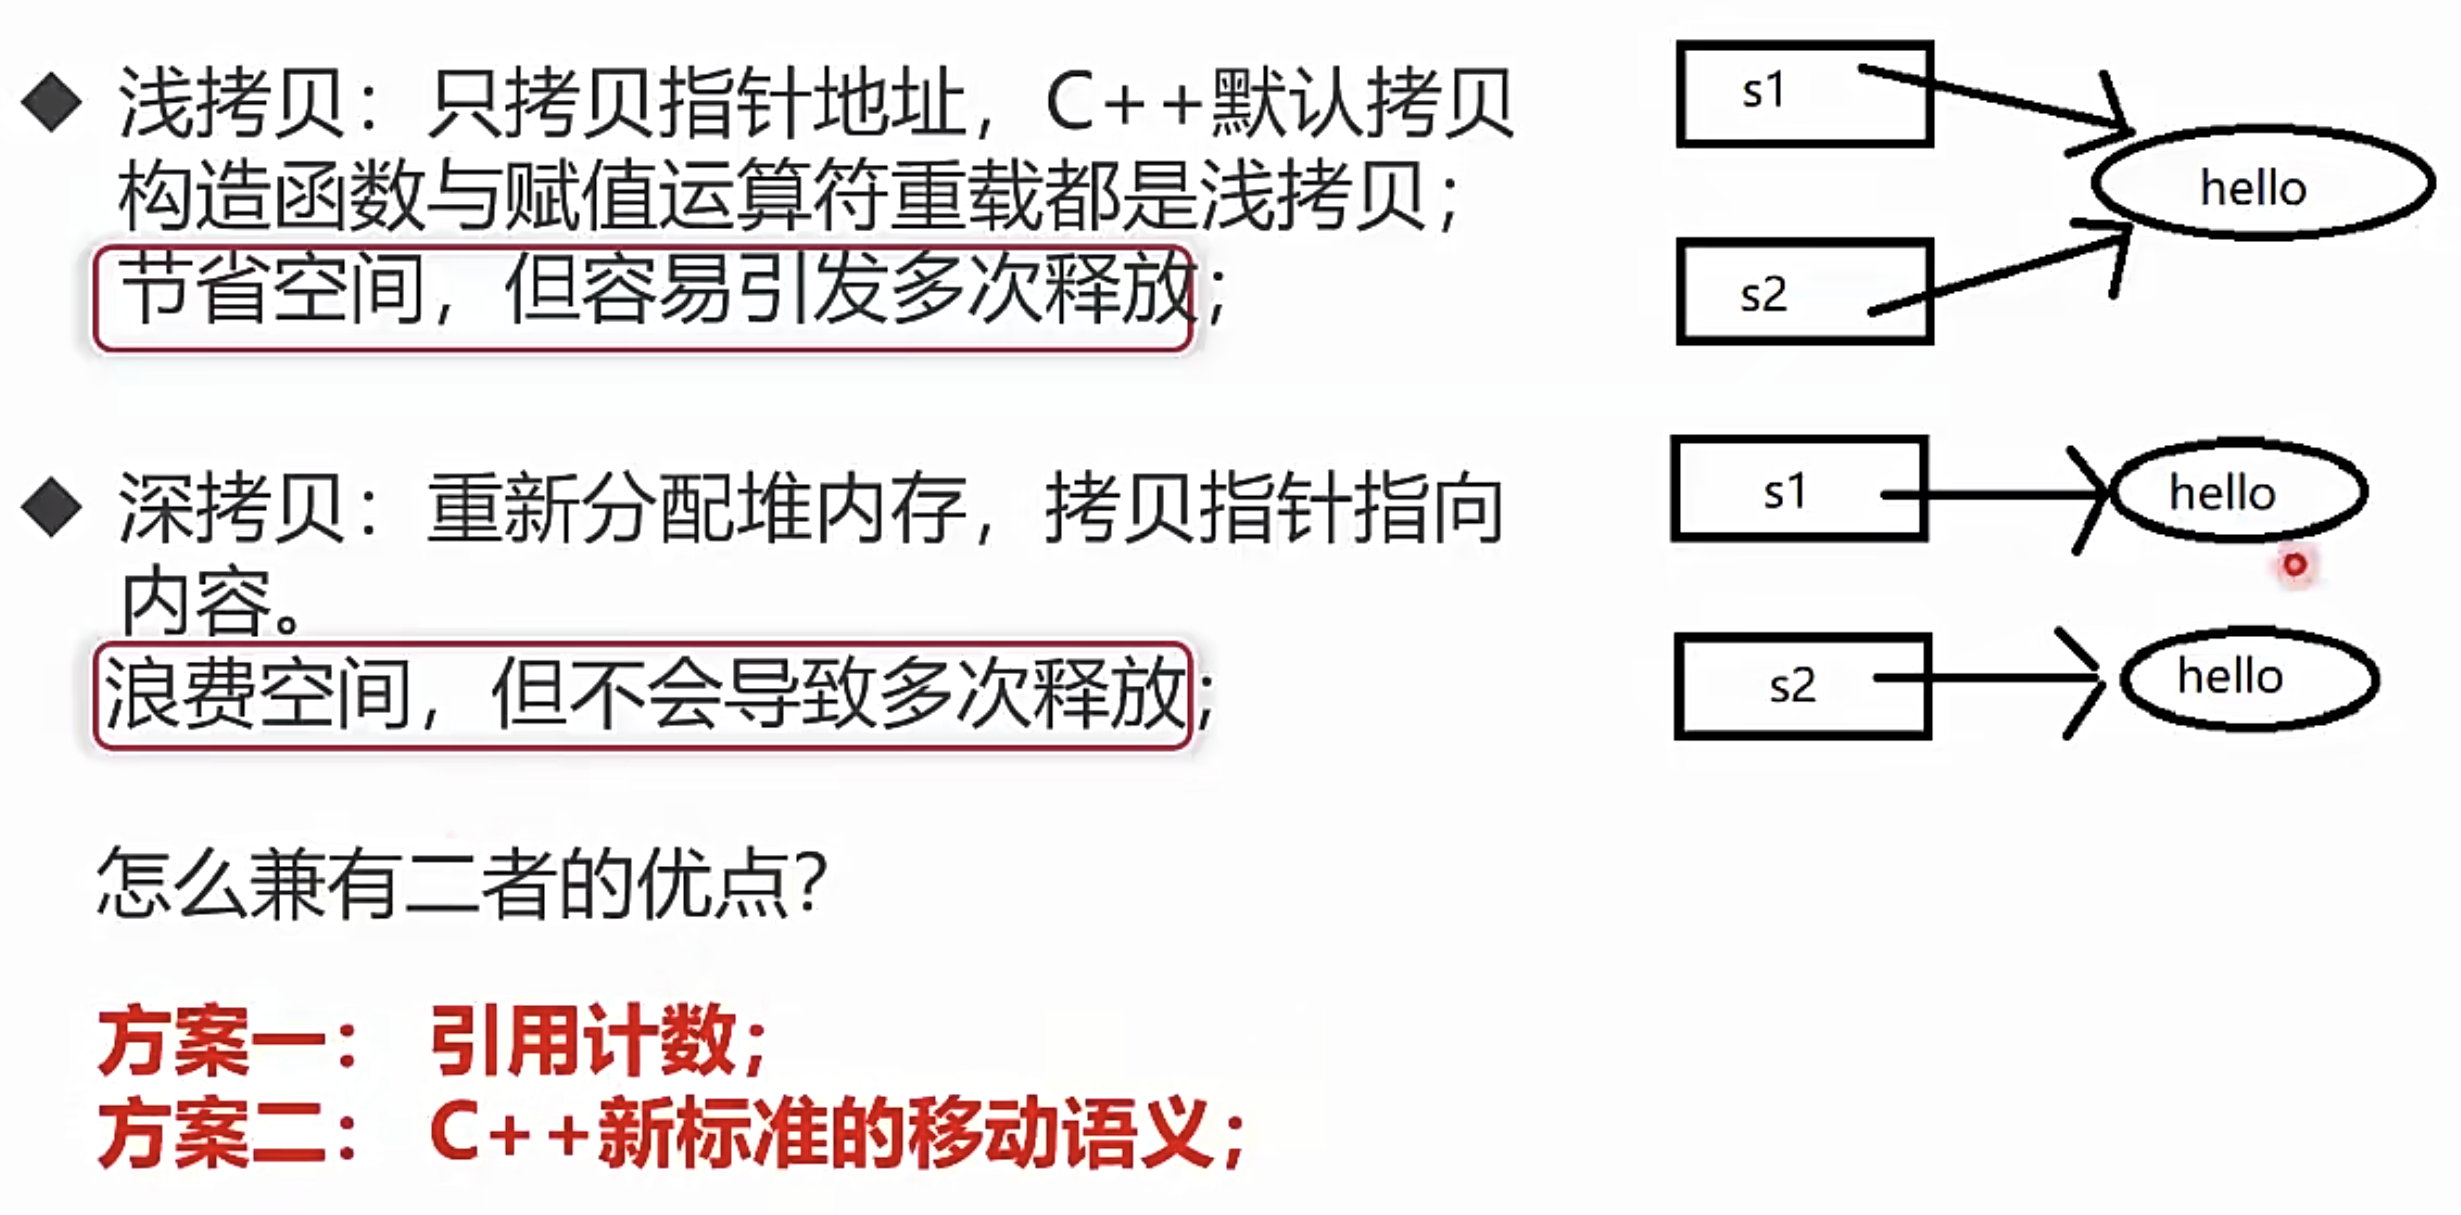 浅拷贝：只拷贝指针地址，C++默认拷贝
构造函数与赋值运算符重载都是浅拷贝；
节省空间，但容易引发多次释放；
s1
hello
s2
深拷贝：重新分配堆内存，拷贝指针指向
内容。
浪费空间，但不会导致多次释放；
s1
hello
s2
hello
怎么兼有二者的优点？
方案一： 引用计数；
方案二： C++新标准的移动语义；